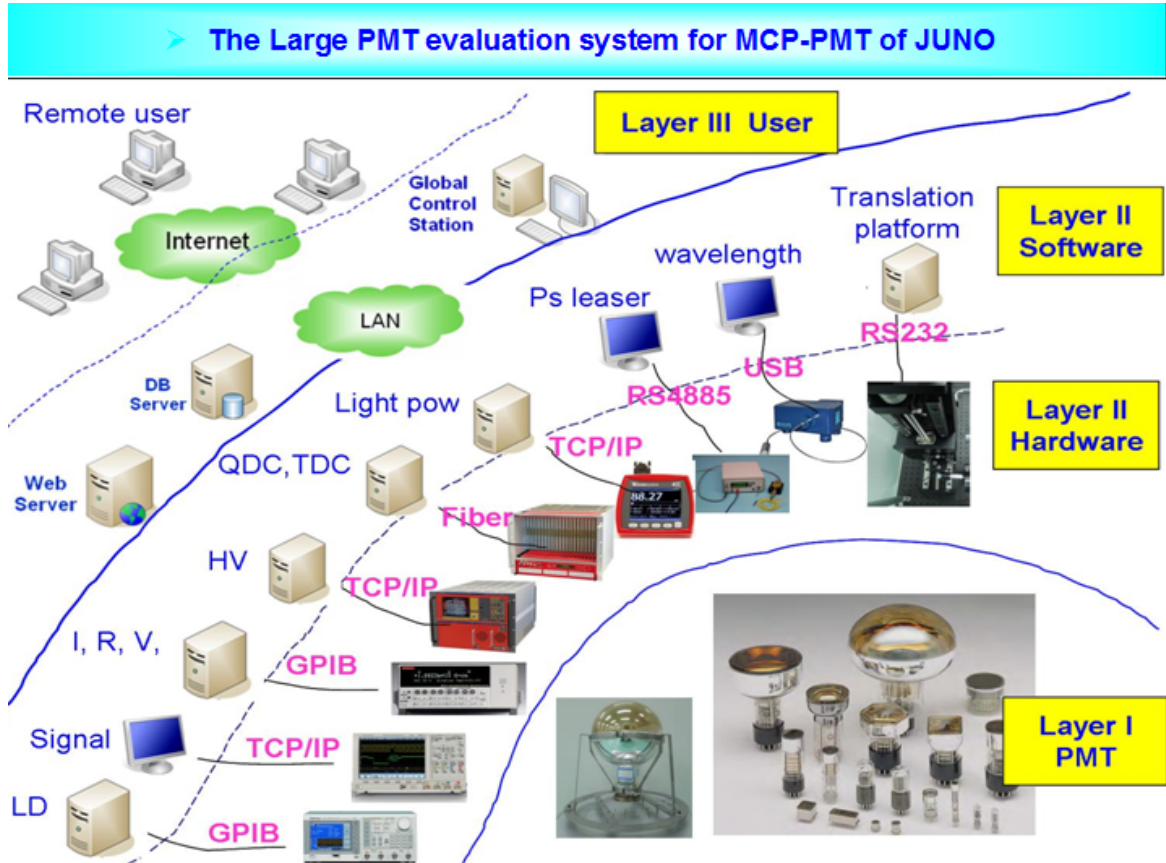 ➢ The Large PMT evaluation system for MCP-PMT of JUNO
Remote user
Layer III User
Global
Control
Station
Internet
Translation
platform
Layer II
Software
wavelength
Ps leaser
LAN
RS232
USB
DB
Server
RS4885
Light pow
Layer II
Hardware
TCP/IP
QDC,TDC
88.27
Web
Server
Fiber
HV
TCP/IP
I, R, V,
GPIB
Signal
TCP/IP
Layer I
PMT
LD
GPIB